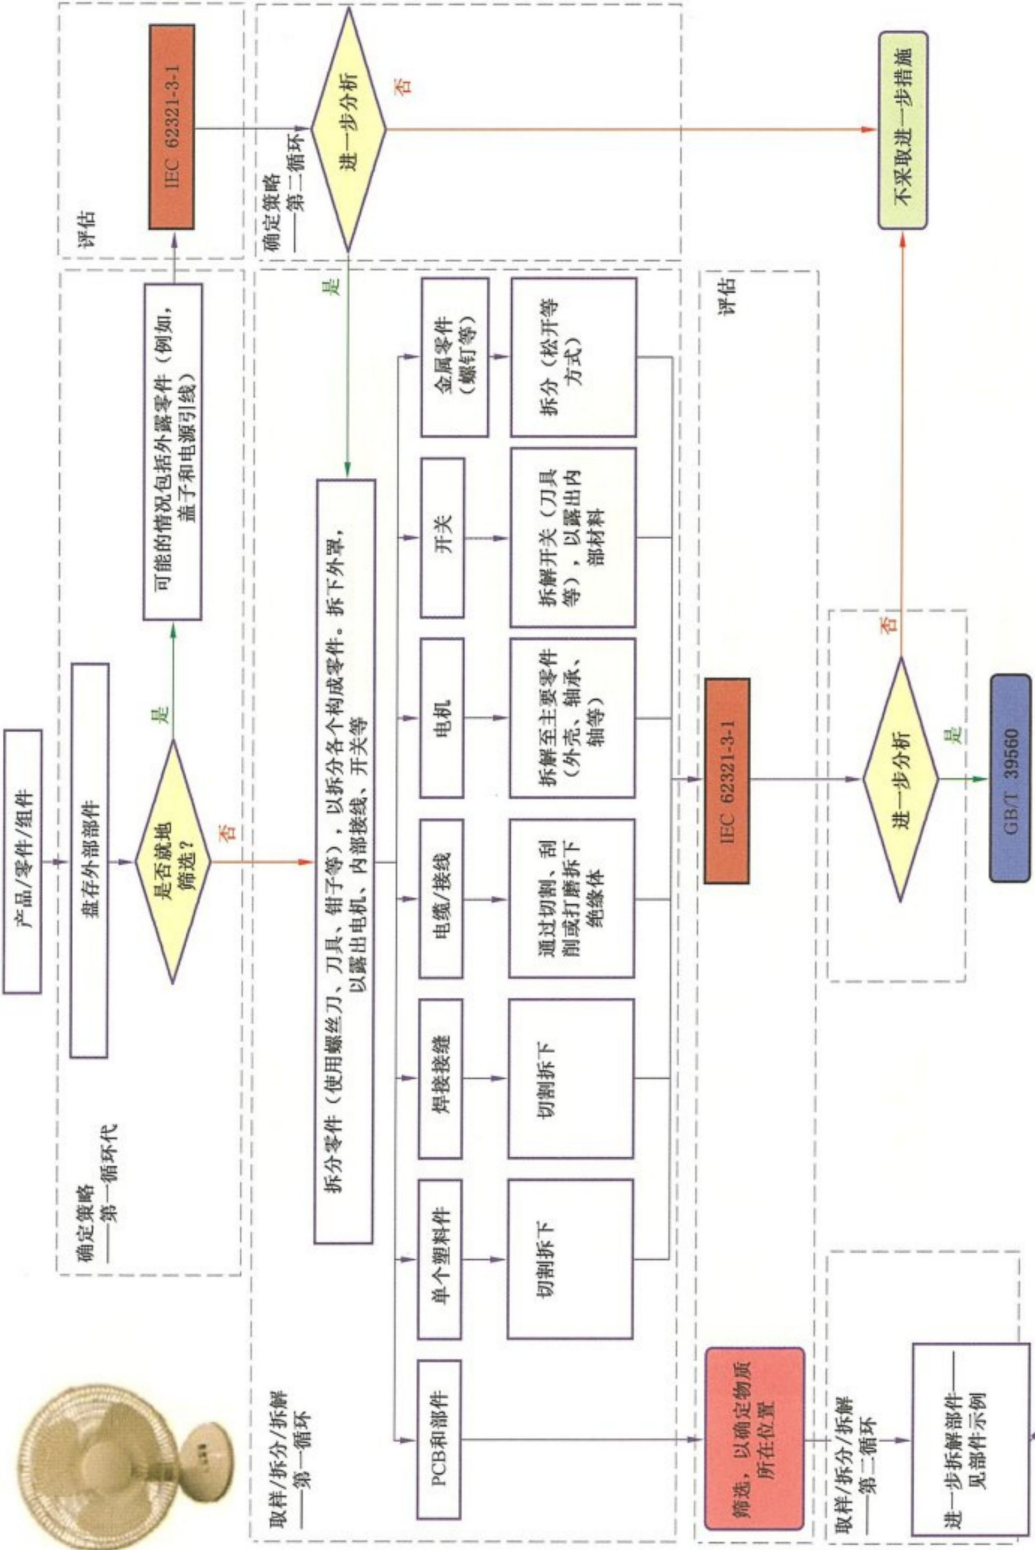 产品/零件/组件
确定策略
——第一循环代
盘存外部部件
是否就地
筛选?
是
否
可能的情况包括外露零件（例如，
盖子和电源引线）
评估
IEC 62321-3-1
确定策略
——第二循环
进一步分析
是
否
取样/拆分/拆解
——第一循环
拆分零件（使用螺丝刀、刀具、钳子等），以拆分各个构成零件。拆下外罩，
以露出电机、内部接线、开关等
PCB和部件
单个塑料件
焊接接缝
电缆/接线
电机
开关
金属零件
（螺钉等）
切割拆下
切割拆下
通过切割、刮
削或打磨拆下
绝缘体
拆解至主要零件
（外壳、轴承、
轴等）
拆解开关（刀具
等），以露出内
部材料
拆分（松开等
方式）
评估
筛选，以确定物质
所在位置
IEC 62321-3-1
取样/拆分/拆解
——第二循环
进一步拆解部件——
见部件示例
进一步分析
是
否
GB/T 39560
不采取进一步措施